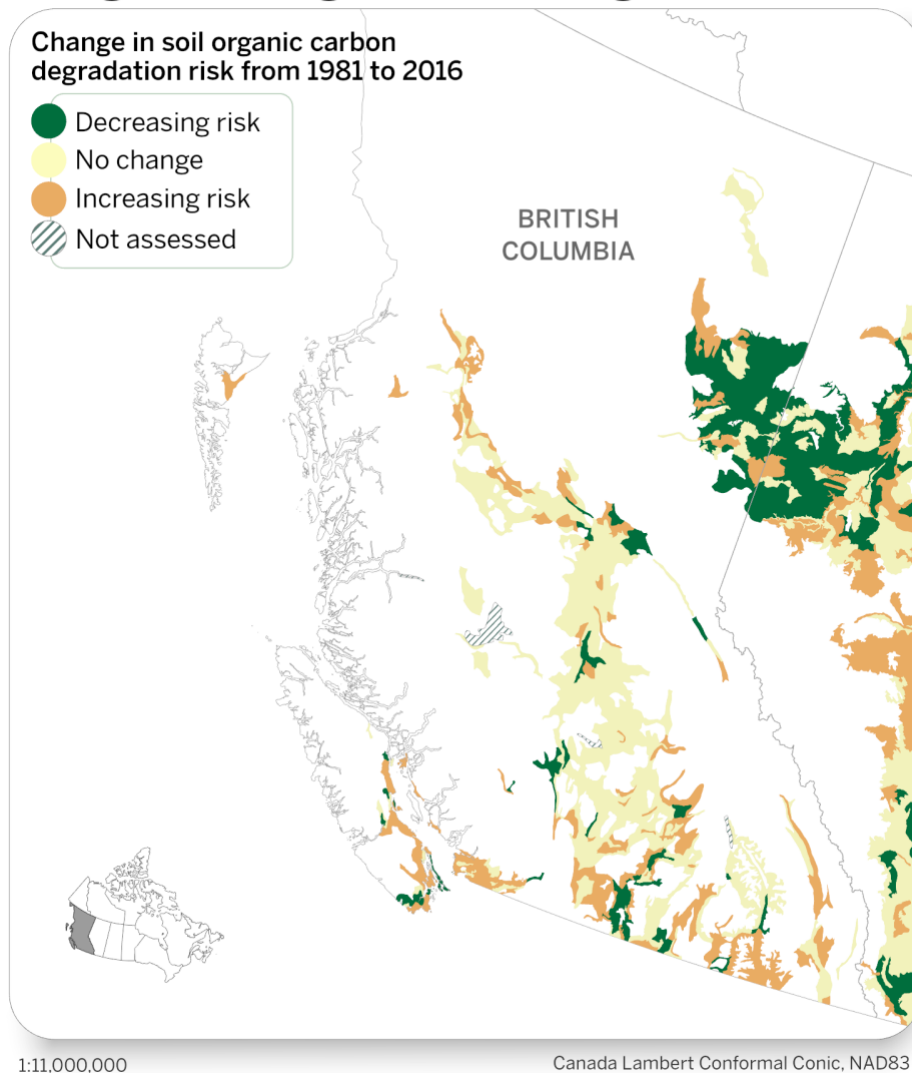 Change in soil organic carbon
degradation risk from 1981 to 2016
Decreasing risk
No change
Increasing risk
Not assessed
BRITISH
COLUMBIA
1:11,000,000
Canada Lambert Conformal Conic, NAD83